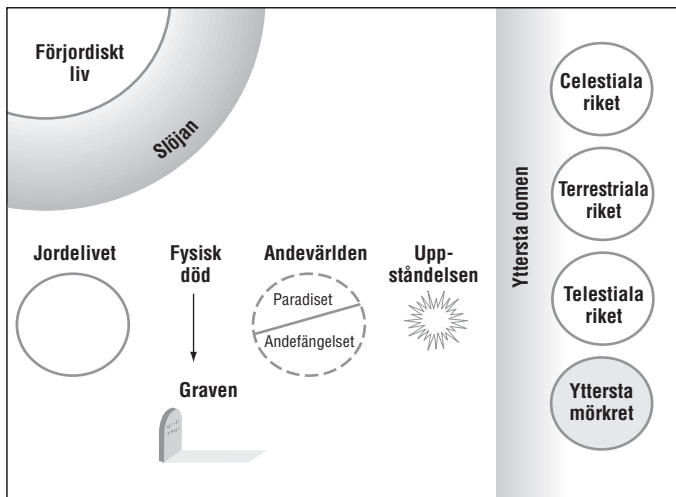 Förjordiskt
liv
Slöjan
Jordelivet
Fysisk
död
Graven
Andevärlden
Paradiset
Andefängelset
Upp-
ståndelsen
Yttersta domen
Celestiala
riket
Terrestriala
riket
Telestiala
riket
Yttersta
mörkret